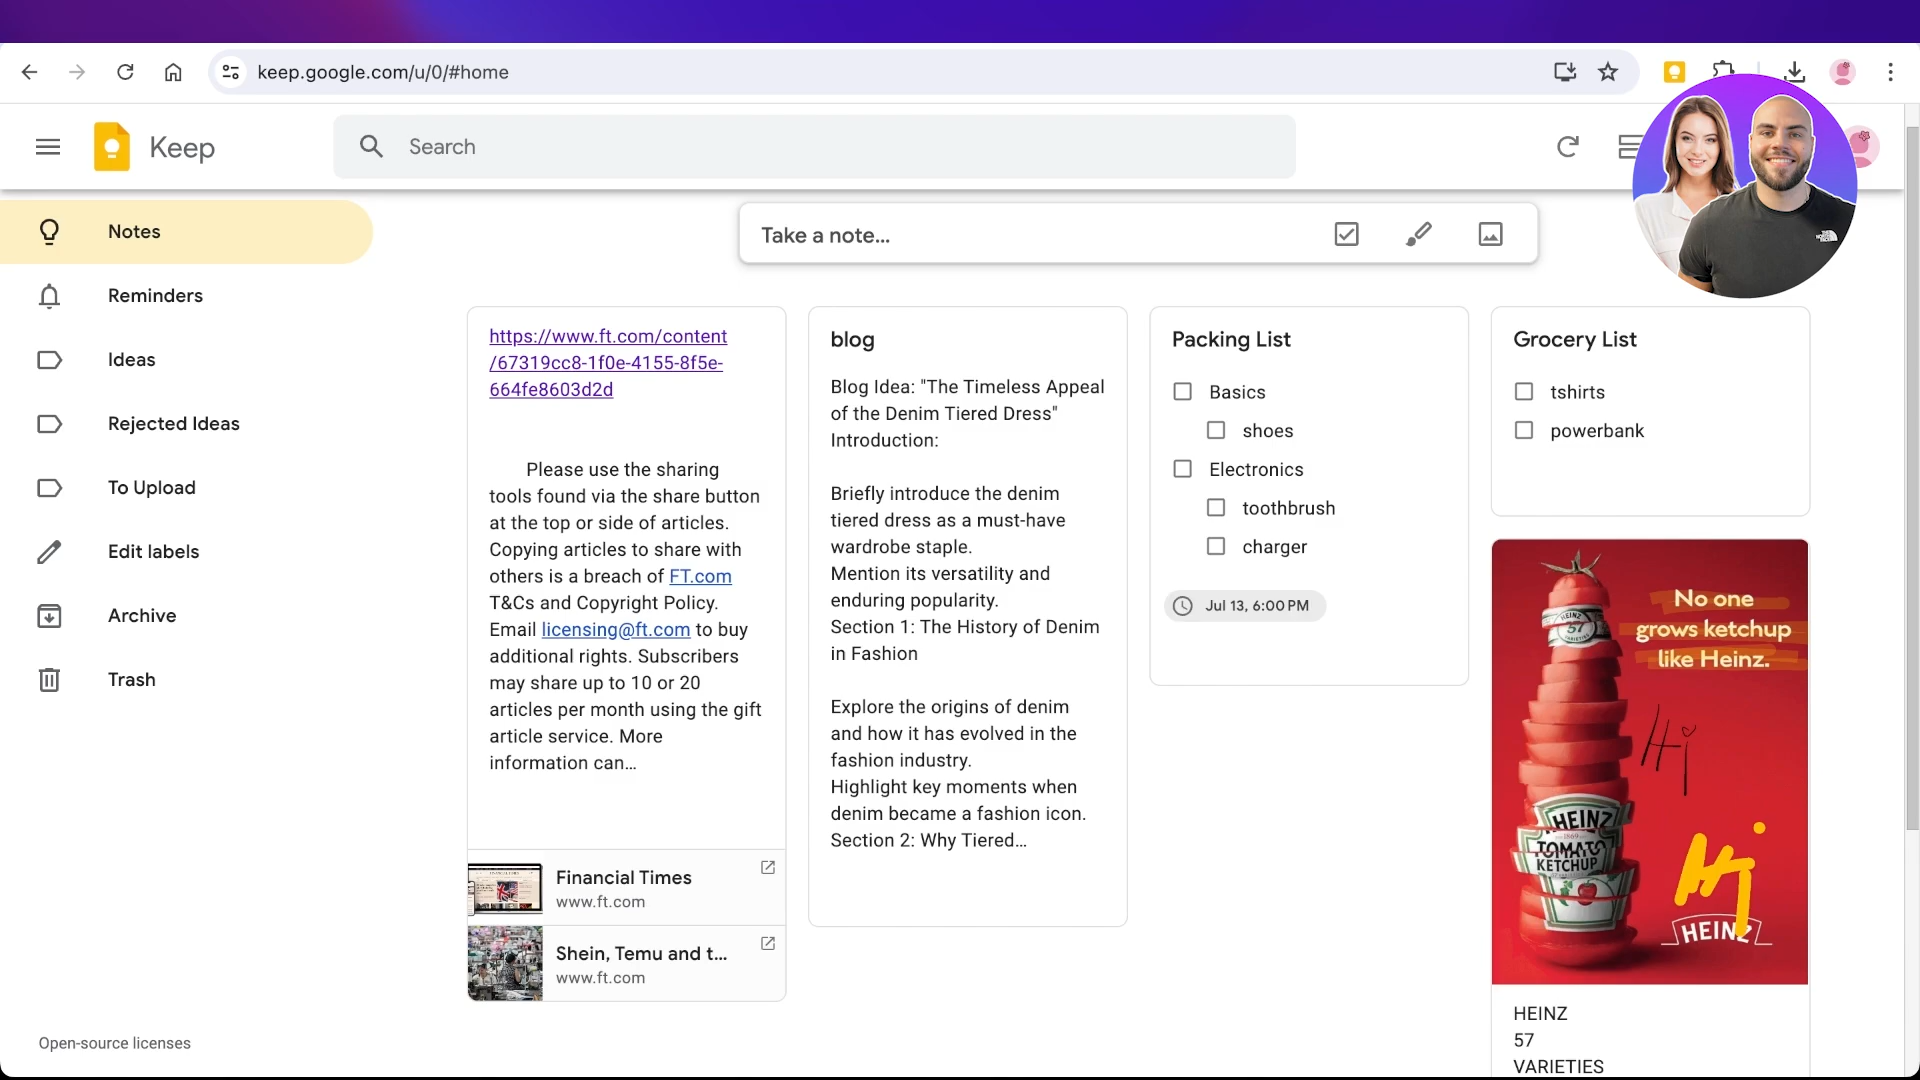 keep.google.com/u/0/#home
Keep
Search
Notes
Reminders
Ideas
Rejected Ideas
To Upload
Edit labels
Archive
Trash
Open-source licenses
Take a note...
https://www.ft.com/content
/67319cc8-1f0e-4155-8f5e-
664fe8603d2d
Please use the sharing
tools found via the share button
at the top or side of articles.
Copying articles to share with
others is a breach of FT.com
T&Cs and Copyright Policy.
Email licensing@ft.com to buy
additional rights. Subscribers
may share up to 10 or 20
articles per month using the gift
article service. More
information can...
Financial Times
www.ft.com
Shein, Temu and t...
www.ft.com
blog
Blog Idea: "The Timeless Appeal
of the Denim Tiered Dress"
Introduction:
Briefly introduce the denim
tiered dress as a must-have
wardrobe staple.
Mention its versatility and
enduring popularity.
Section 1: The History of Denim
in Fashion
Explore the origins of denim
and how it has evolved in the
fashion industry.
Highlight key moments when
denim became a fashion icon.
Section 2: Why Tiered...
Packing List
Basics
shoes
Electronics
toothbrush
charger
Jul 13, 6:00 PM
Grocery List
tshirts
powerbank
No one
grows ketchup
like Heinz.
HEINZ
57
VARIETIES
Hi
HEINZ
TOMATO
KETCHUP
Hi
HEINZ
HEINZ
57
VARIETIES